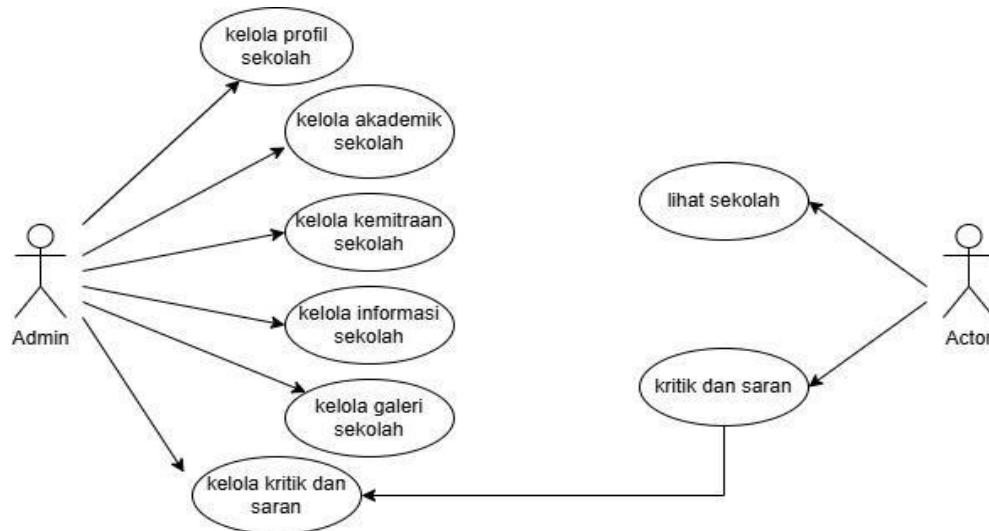 kelola profil
sekolah
kelola akademik
sekolah
kelola kemitraan
sekolah
kelola informasi
sekolah
kelola galeri
sekolah
kelola kritik dan
saran
Admin
lihat sekolah
kritik dan saran
Actor